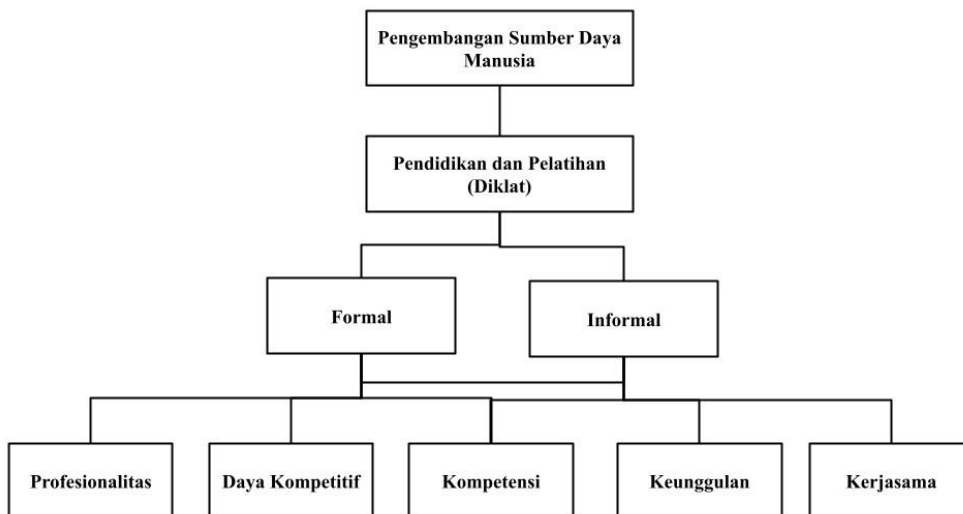 Pengembangan Sumber Daya
Manusia
Pendidikan dan Pelatihan
(Diklat)
Formal
Informal
Profesionalitas
Daya Kompetitif
Kompetensi
Keunggulan
Kerjasama